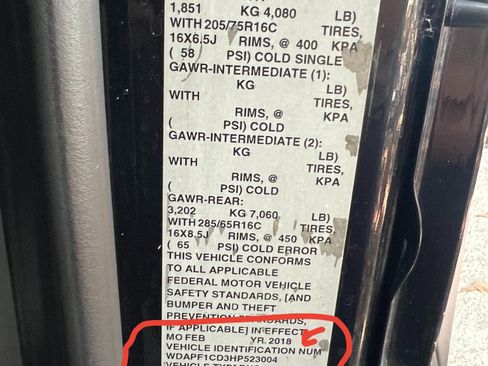 1,851 KG 4,080 LB)
WITH 205/75R16C TIRES,
16X6.5J RIMS, @ 400 KPA
( 58 PSI) COLD SINGLE
GAWR-INTERMEDIATE (1):
KG LB)
WITH TIRES,
RIMS, @ KPA
( PSI) COLD
GAWR-INTERMEDIATE (2):
KG LB)
WITH TIRES,
RIMS, @ KPA
( PSI) COLD
GAWR-REAR:
3,202 KG 7,060 LB)
WITH 285/65R16C TIRES,
16X8.5J RIMS, @ 450 KPA
( 65 PSI) COLD ERROR
THIS VEHICLE CONFORMS
TO ALL APPLICABLE
FEDERAL MOTOR VEHICLE
SAFETY STANDARDS, [AND
BUMPER AND THEFT
PREVENTION STANDARDS,
IF APPLICABLE] IN EFFECT
MO FEB YR. 2018
VEHICLE IDENTIFICATION NUM
WDAPF1CD3HP523004
VEHICLE TYPE